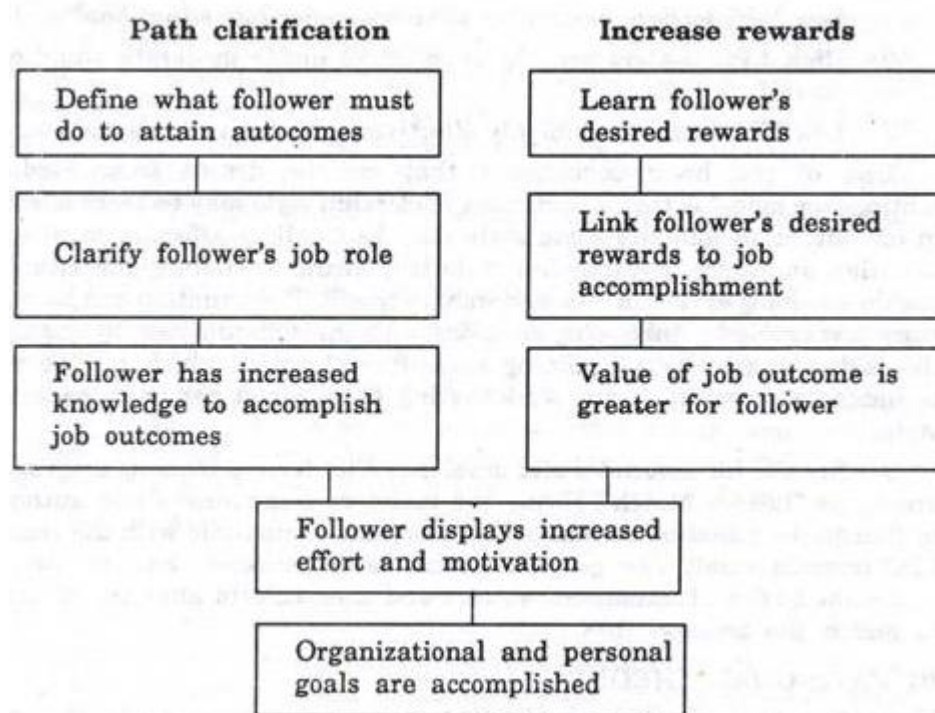 Path clarification
Define what follower must
do to attain autocomes
Clarify follower's job role
Follower has increased
knowledge to accomplish
job outcomes
Increase rewards
Learn follower's
desired rewards
Link follower's desired
rewards to job
accomplishment
Value of job outcome is
greater for follower
Follower displays increased
effort and motivation
Organizational and personal
goals are accomplished